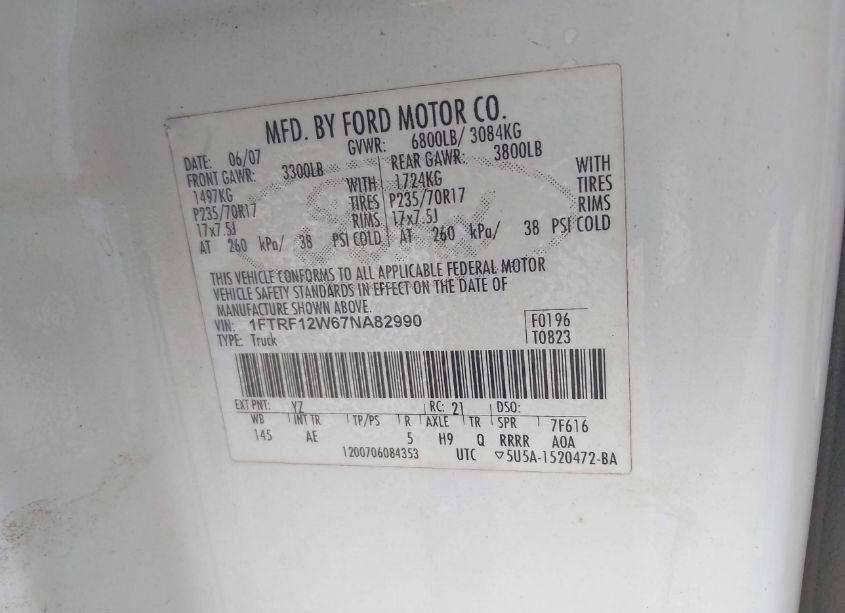 MFD. BY FORD MOTOR CO.
DATE: 06/07 GVWR: 6800LB/ 3084KG
FRONT GAWR: 3300LB REAR GAWR: 3800LB
1497KG WITH 1724KG WITH
P235/70R17 TIRES P235/70R17 TIRES
17x7.5J RIMS 17x7.5J RIMS
AT 260 kPa/ 38 PSI COLD AT 260 kPa/ 38 PSI COLD
THIS VEHICLE CONFORMS TO ALL APPLICABLE FEDERAL MOTOR
VEHICLE SAFETY STANDARDS IN EFFECT ON THE DATE OF
MANUFACTURE SHOWN ABOVE.
VIN: 1FTRF12W67NA82990 F0196
TYPE: Truck T0823
EXT PNT: YZ RC: 21 DSO:
WB INT TR TP/PS R AXLE TR SPR 7F616
145 AE 5 H9 Q RRRR AOA
1200706084353 UTC ▽5U5A-1520472-BA